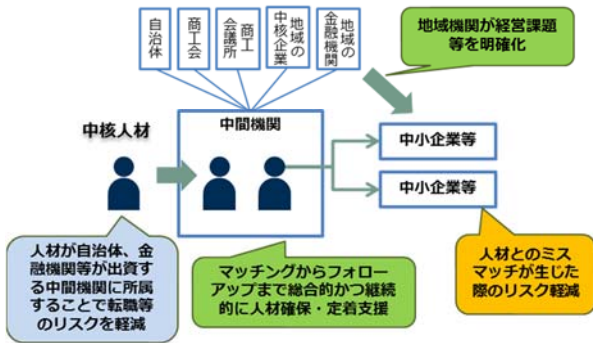 自治体
商工会
商工
会議所
地域の
中核企業
地域の
金融機関
地域機関が経営課題
等を明確化
中核人材
中間機関
中小企業等
中小企業等
人材が自治体、金
融機関等が出資す
る中間機関に所属
することで転職等
のリスクを軽減
マッチングからフォロー
アップまで総合的かつ継続
的に人材確保・定着支援
人材とのミス
マッチが生じた
際のリスク軽減